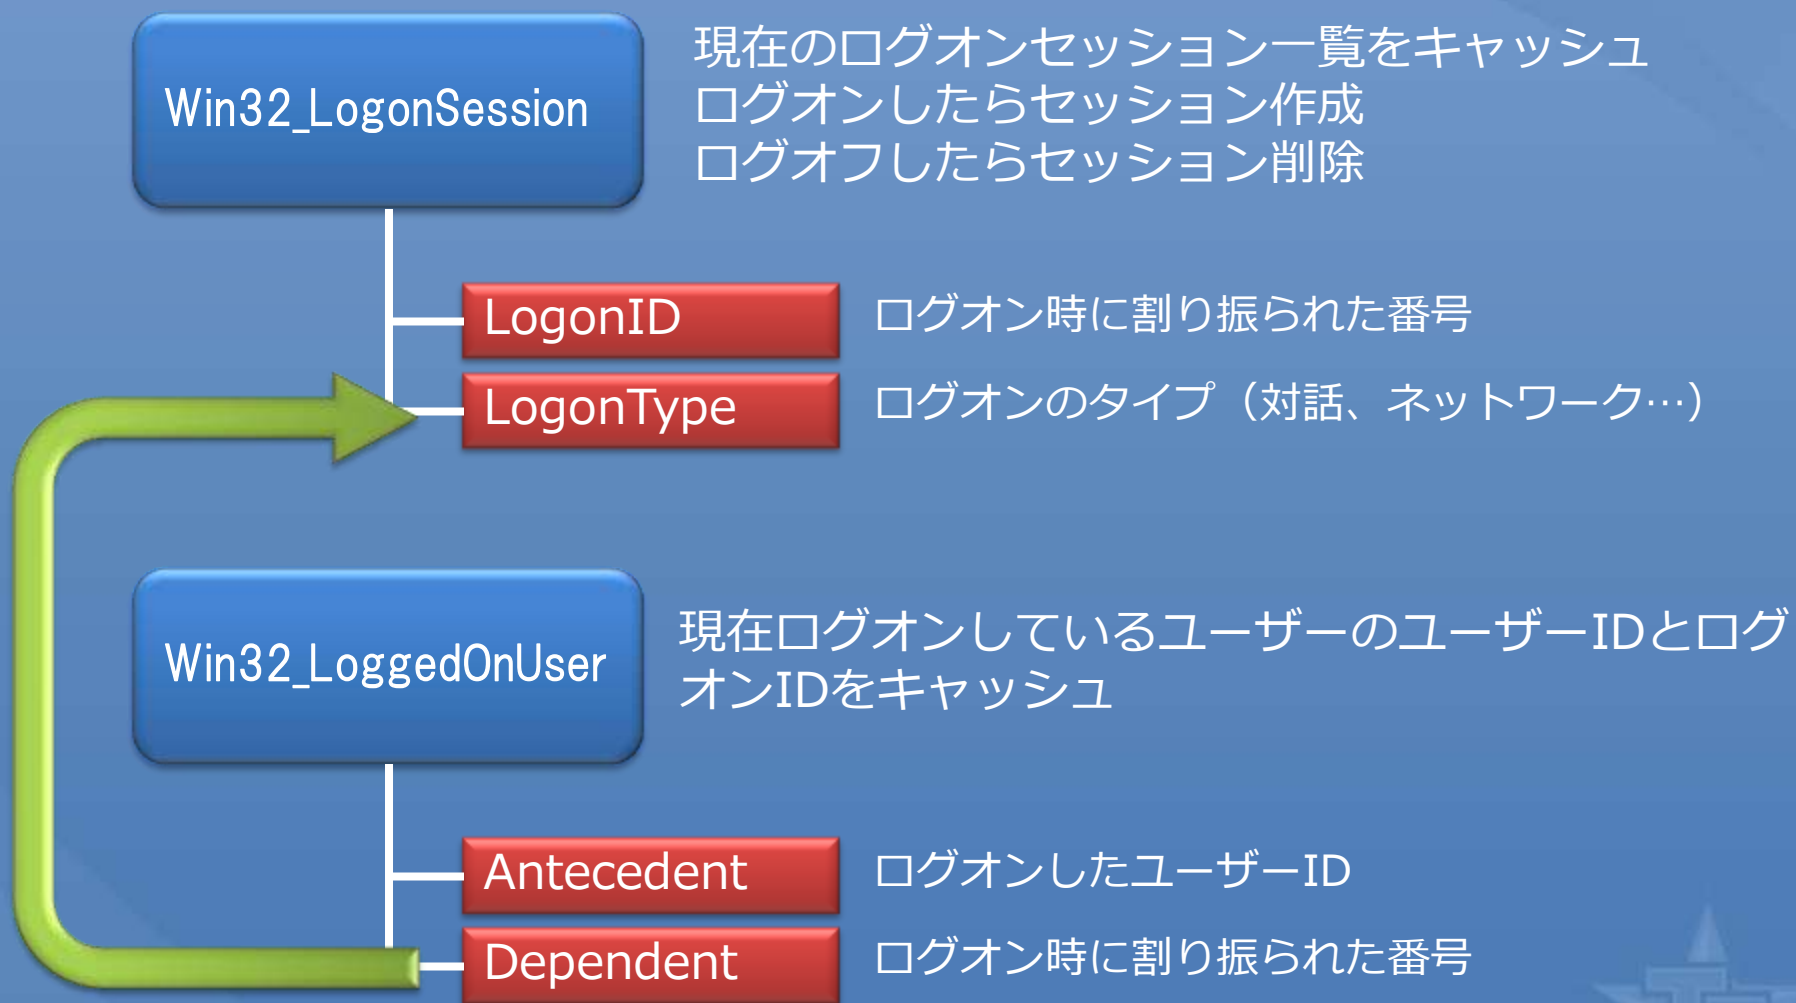 Win32_LogonSession
現在のログオンセッション一覧をキャッシュ
ログオンしたらセッション作成
ログオフしたらセッション削除
LogonID
ログオン時に割り振られた番号
LogonType
ログオンのタイプ（対話、ネットワーク…）
Win32_LoggedOnUser
現在ログオンしているユーザーのユーザーIDとログ
オンIDをキャッシュ
Antecedent
ログオンしたユーザーID
Dependent
ログオン時に割り振られた番号